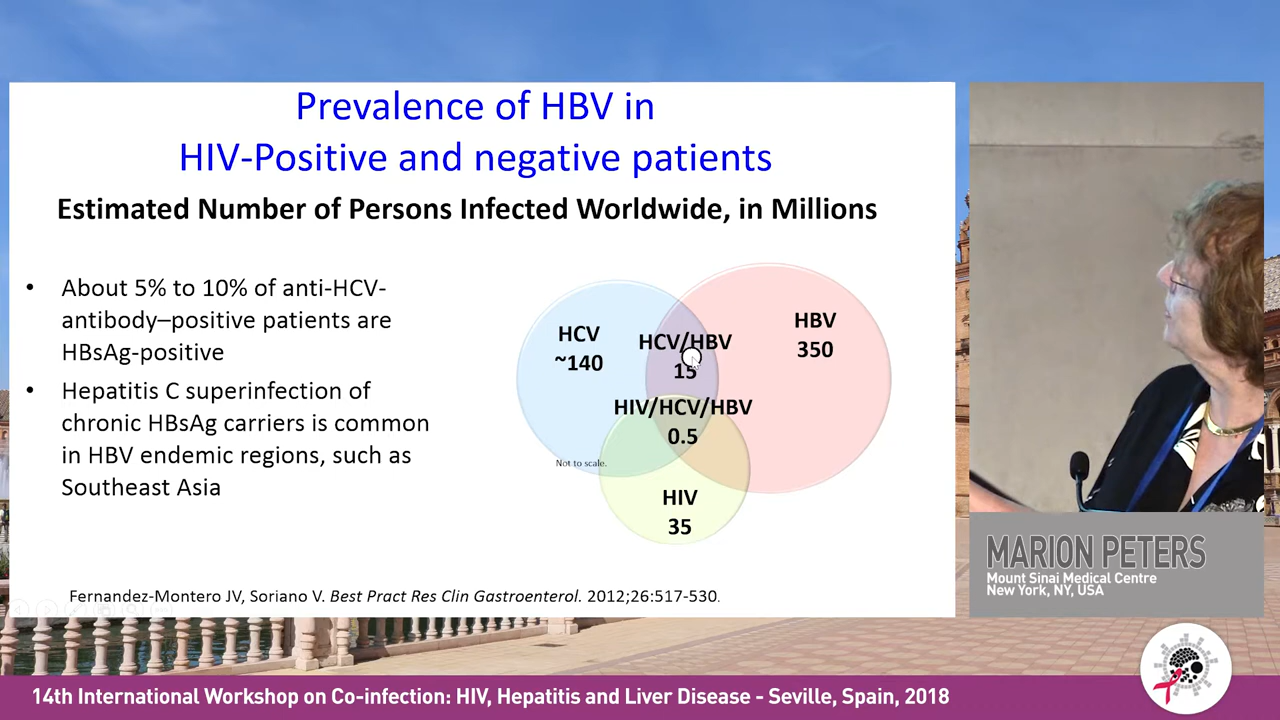 Prevalence of HBV in
HIV-Positive and negative patients
Estimated Number of Persons Infected Worldwide, in Millions
• About 5% to 10% of anti-HCV-
antibody–positive patients are
HBsAg-positive
• Hepatitis C superinfection of
chronic HBsAg carriers is common
in HBV endemic regions, such as
Southeast Asia
HCV
~140
HCV/HBV
15
HBV
350
HIV/HCV/HBV
0.5
Not to scale.
HIV
35
Fernandez-Montero JV, Soriano V. Best Pract Res Clin Gastroenterol. 2012;26:517-530.
MARION PETERS
Mount Sinai Medical Centre
New York, NY, USA
14th International Workshop on Co-infection: HIV, Hepatitis and Liver Disease - Seville, Spain, 2018